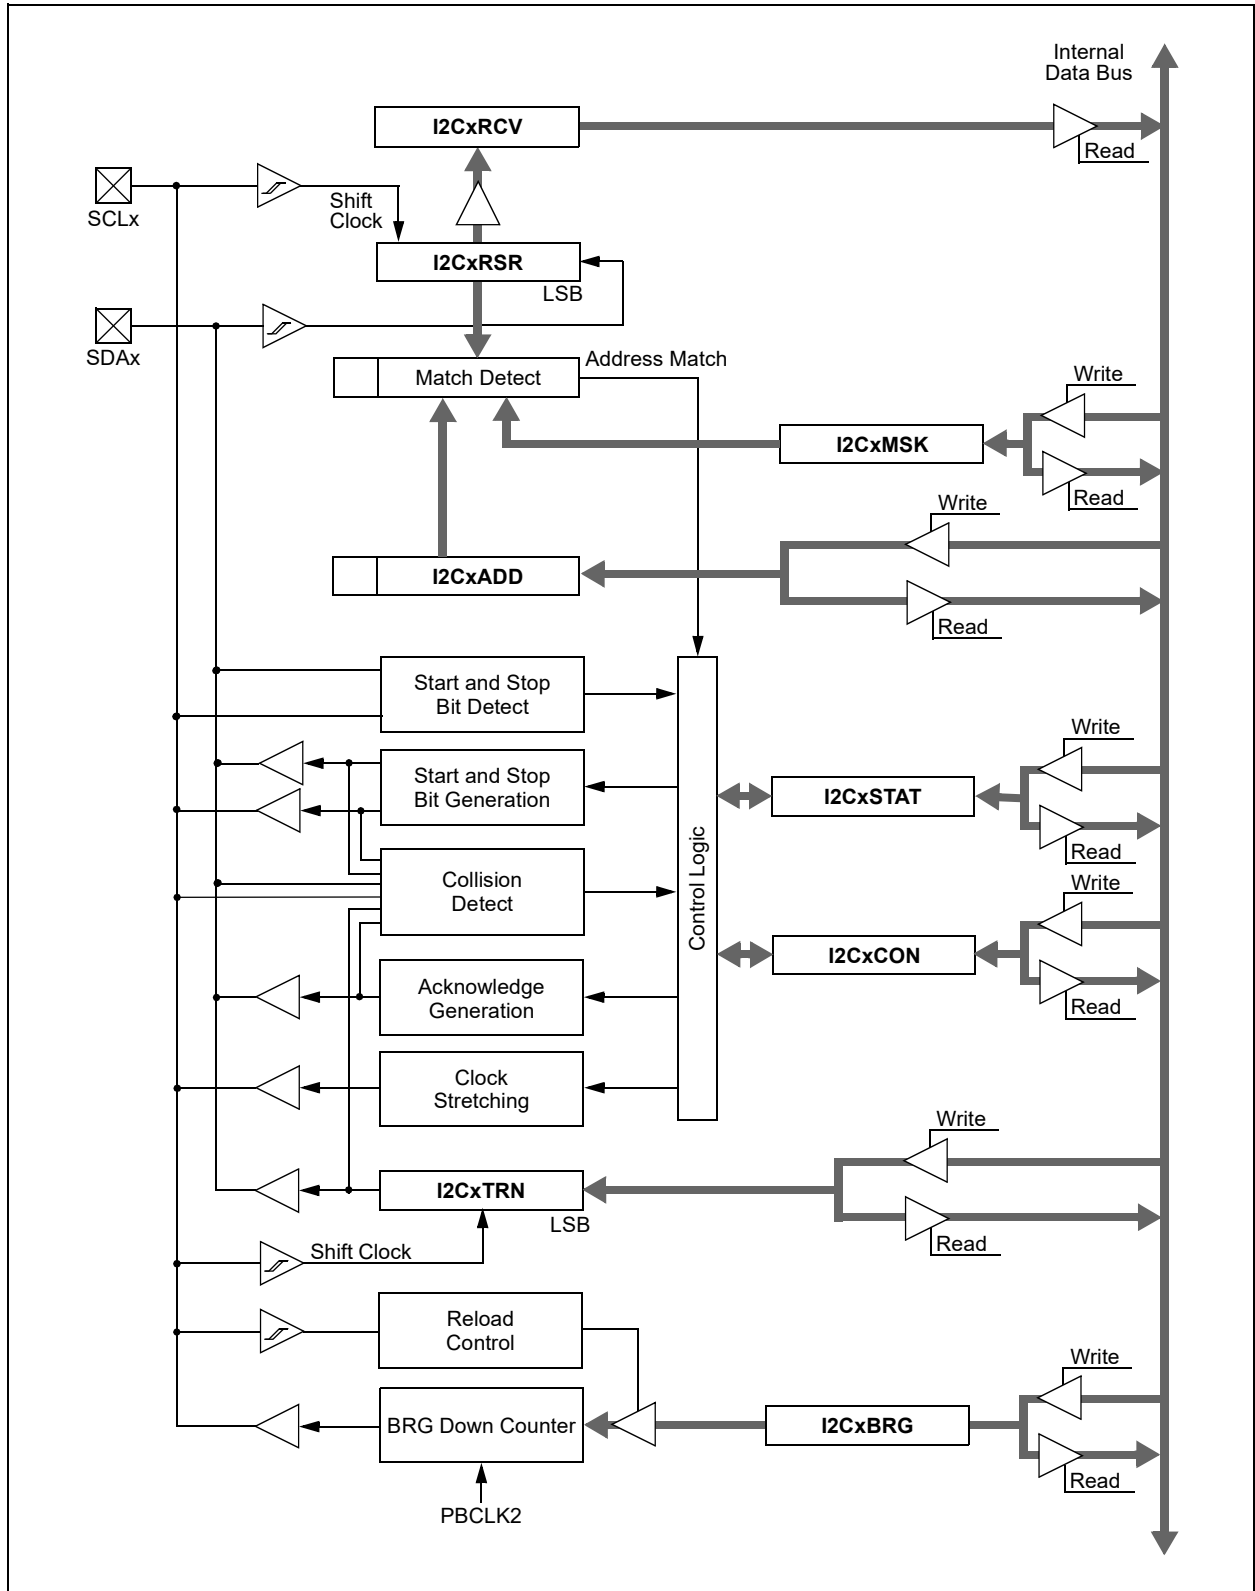 Internal
Data Bus
I2CxRCV
Read
SCLx
Shift
Clock
I2CxRSR
LSB
SDAx
Address Match
Match Detect
Write
I2CxMSK
Read
Write
I2CxADD
Read
Start and Stop
Bit Detect
Write
Start and Stop
Bit Generation
I2CxSTAT
Read
Control Logic
Collision
Detect
Write
I2CxCON
Acknowledge
Generation
Read
Clock
Stretching
Write
I2CxTRN
LSB
Read
Shift Clock
Reload
Control
Write
BRG Down Counter
I2CxBRG
Read
PBCLK2